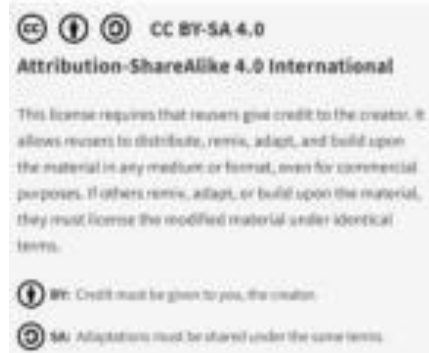 CC BY-SA 4.0
Attribution-ShareAlike 4.0 International
This license requires that reusers give credit to the creator. It
allows reusers to distribute, remix, adapt, and build upon
the material in any medium or format, even for commercial
purposes. If others remix, adapt, or build upon the material,
they must license the modified material under identical
terms.
BY: Credit must be given to you, the creator.
SA: Adaptations must be shared under the same terms.